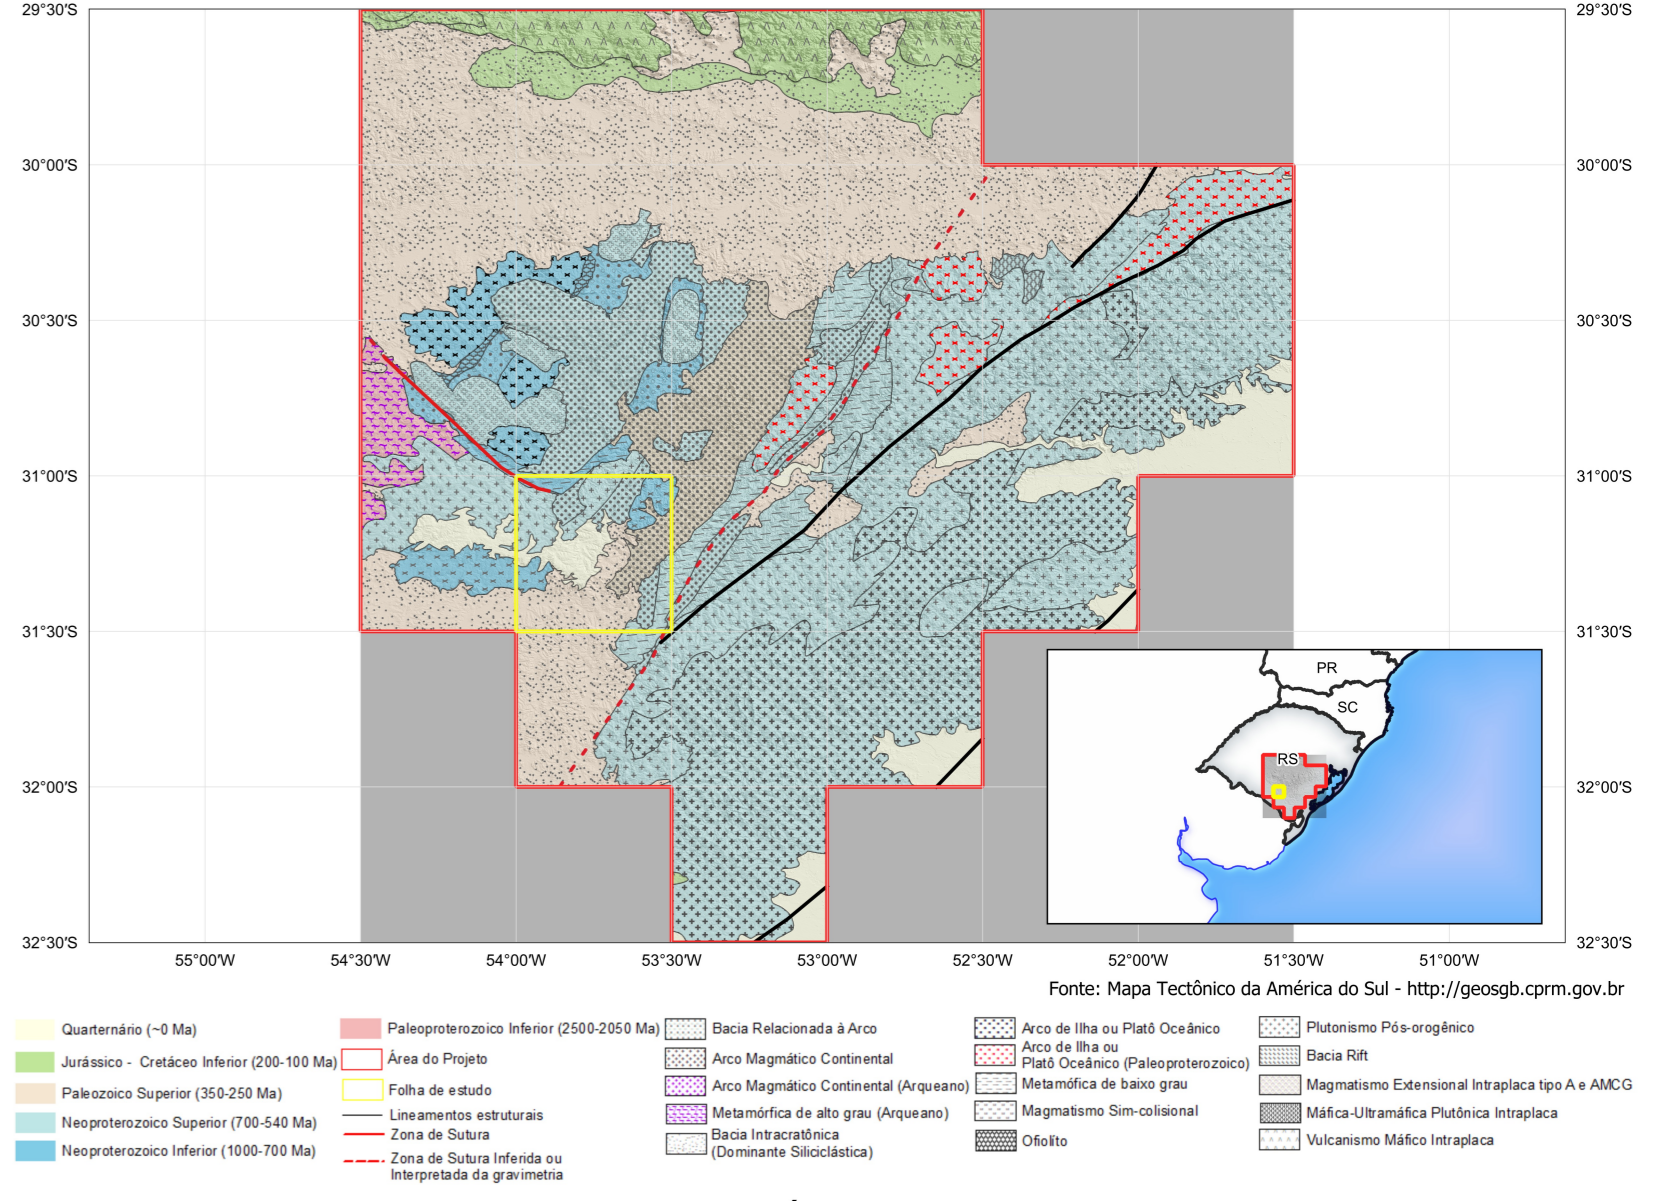 29°30'S
29°30'S
30°00'S
30°00'S
30°30'S
30°30'S
31°00'S
31°00'S
31°30'S
31°30'S
PR
SC
RS
32°00'S
32°00'S
32°30'S
32°30'S
55°00'W
54°30'W
54°00'W
53°30'W
53°00'W
52°30'W
52°00'W
51°30'W
51°00'W
Fonte: Mapa Tectônico da América do Sul - http://geosgb.cprm.gov.br
Quarternário (~0 Ma)
Jurássico - Cretáceo Inferior (200-100 Ma)
Paleozoico Superior (350-250 Ma)
Neoproterozoico Superior (700-540 Ma)
Neoproterozoico Inferior (1000-700 Ma)
Paleoproterozoico Inferior (2500-2050 Ma)
Área do Projeto
Folha de estudo
Lineamentos estruturais
Zona de Sutura
Zona de Sutura Inferida ou
Interpretada da gravimetria
Bacia Relacionada à Arco
Arco Magmático Continental
Arco Magmático Continental (Arqueano)
Metamórfica de alto grau (Arqueano)
Bacia Intracratônica
(Dominante Siliciclástica)
Arco de Ilha ou Platô Oceânico
Arco de Ilha ou
Platô Oceânico (Paleoproterozoico)
Metamófica de baixo grau
Magmatismo Sim-colisional
Ofiolíto
Plutonismo Pós-orogênico
Bacia Rift
Magmatismo Extensional Intraplaca tipo A e AMCG
Máfica-Ultramáfica Plutônica Intraplaca
Vulcanismo Máfico Intraplaca